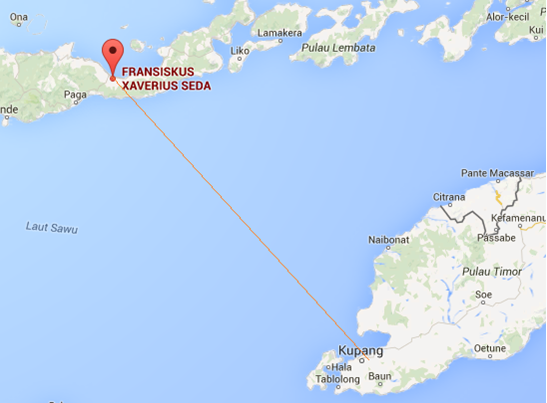 Ona
Alor-kecil
Kui
Lamakera
Liko
Pulau Lembata
FRANSISKUS
XAVERIUS SEDA
Paga
nde
Pante Macassar
Citrana
Kefamenanu
Passabe
Laut Sawu
Naibonat
Pulau Timor
Soe
Kupang
Oetune
Hala
Tablolong
Baun